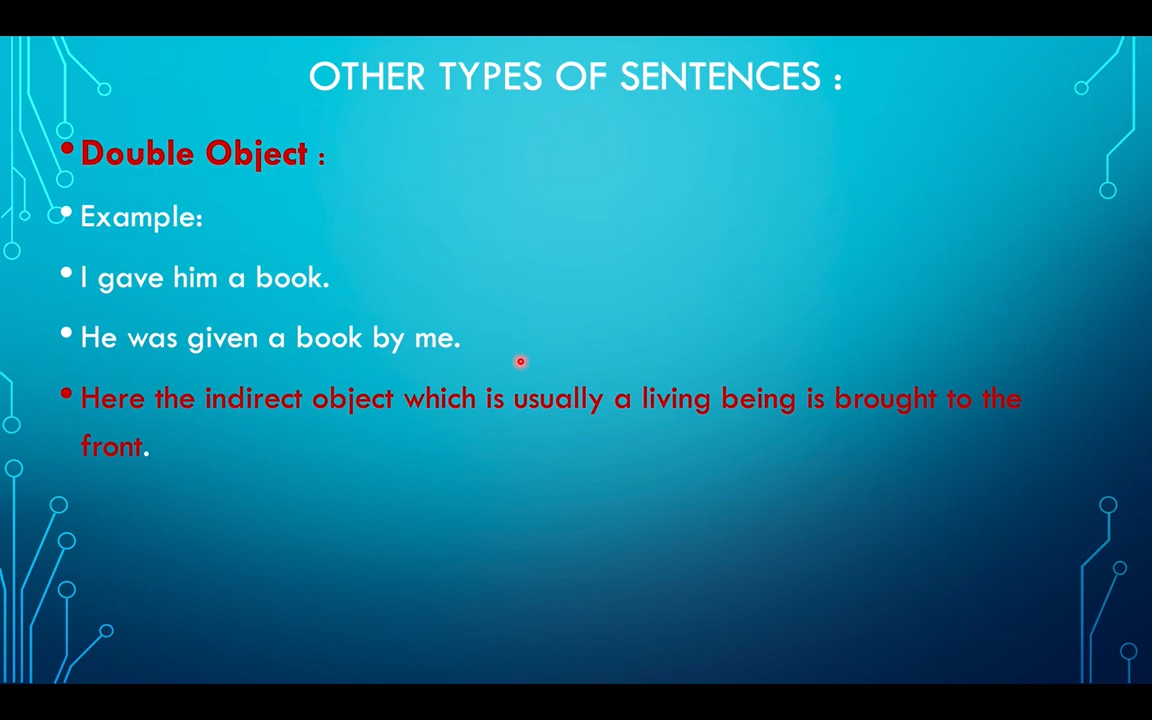 OTHER TYPES OF SENTENCES :
• Double Object :
• Example:
• I gave him a book.
• He was given a book by me.
• Here the indirect object which is usually a living being is brought to the
front.